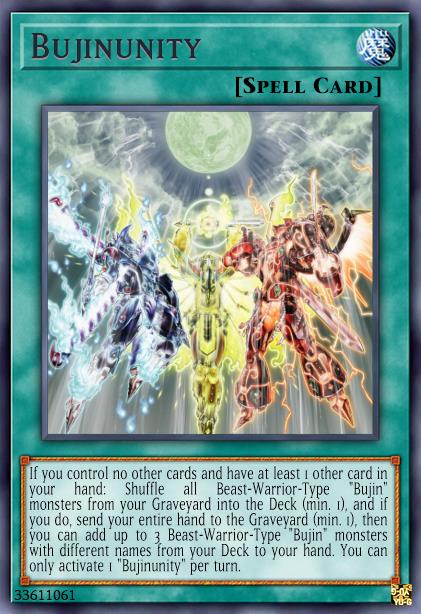 Bujinunity
魔
[Spell Card]
If you control no other cards and have at least 1 other card in
your hand: Shuffle all Beast-Warrior-Type "Bujin"
monsters from your Graveyard into the Deck (min. 1), and if
you do, send your entire hand to the Graveyard (min. 1), then
you can add up to 3 Beast-Warrior-Type "Bujin" monsters
with different names from your Deck to your hand. You can
only activate 1 "Bujinunity" per turn.
33611061